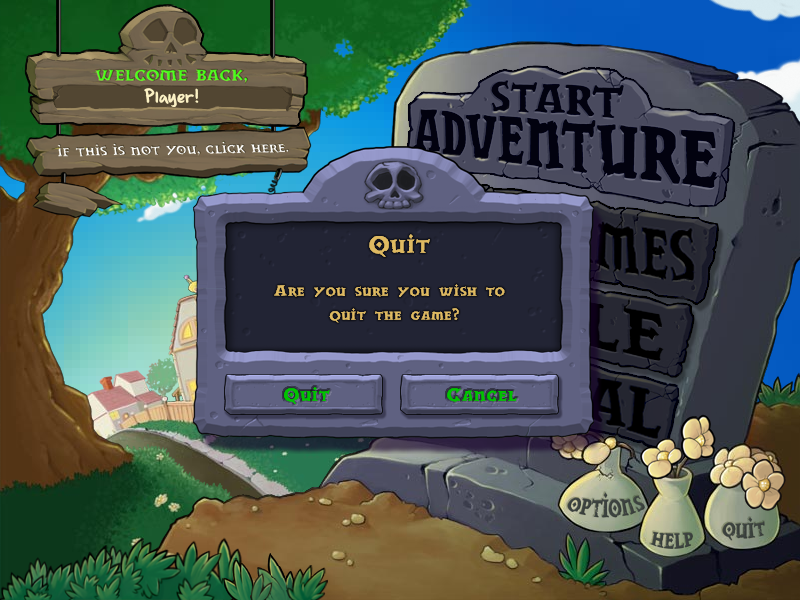 WELCOME BACK,
Player!
IF THIS IS NOT YOU, CLICK HERE.
START
ADVENTURE
Quit
Are you sure you wish to
quit the game?
Quit
Cancel
OPTIONS
HELP
QUIT